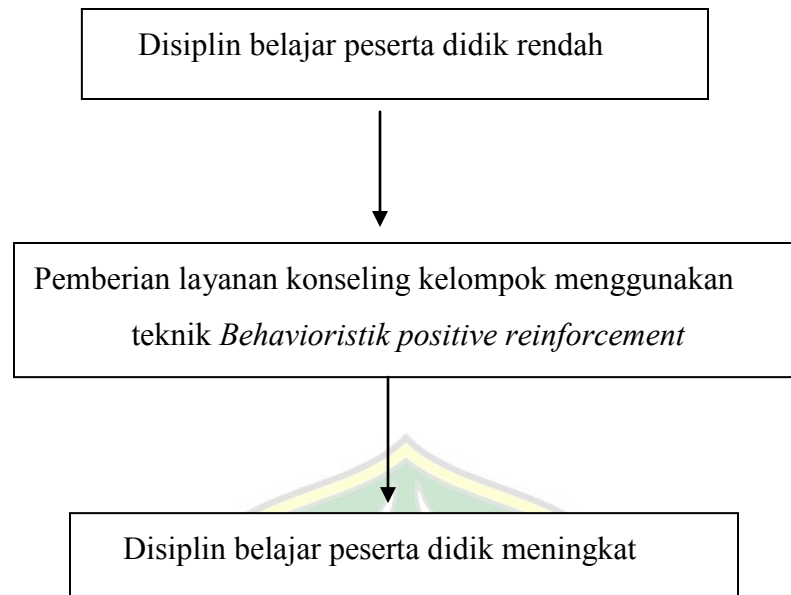 Disiplin belajar peserta didik rendah
Pemberian layanan konseling kelompok menggunakan
teknik Behavioristik positive reinforcement
Disiplin belajar peserta didik meningkat